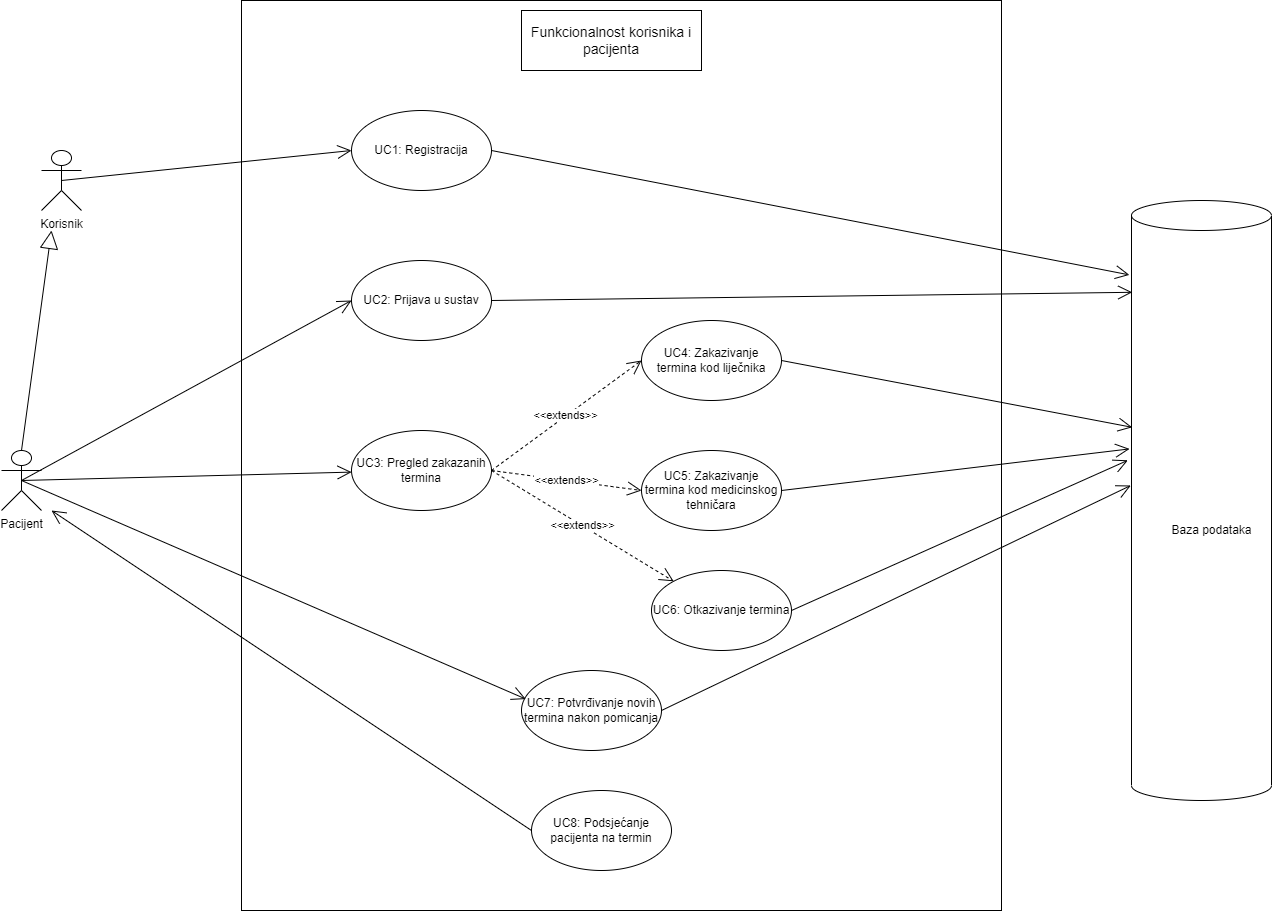 Funkcionalnost korisnika i
pacijenta
UC1: Registracija
Korisnik
UC2: Prijava u sustav
UC4: Zakazivanje
termina kod liječnika
<<extends>>
UC3: Pregled zakazanih
termina
<<extends>>
UC5: Zakazivanje
termina kod medicinskog
tehničara
<<extends>>
Pacijent
Baza podataka
UC6: Otkazivanje termina
UC7: Potvrđivanje novih
termina nakon pomicanja
UC8: Podsjećanje
pacijenta na termin